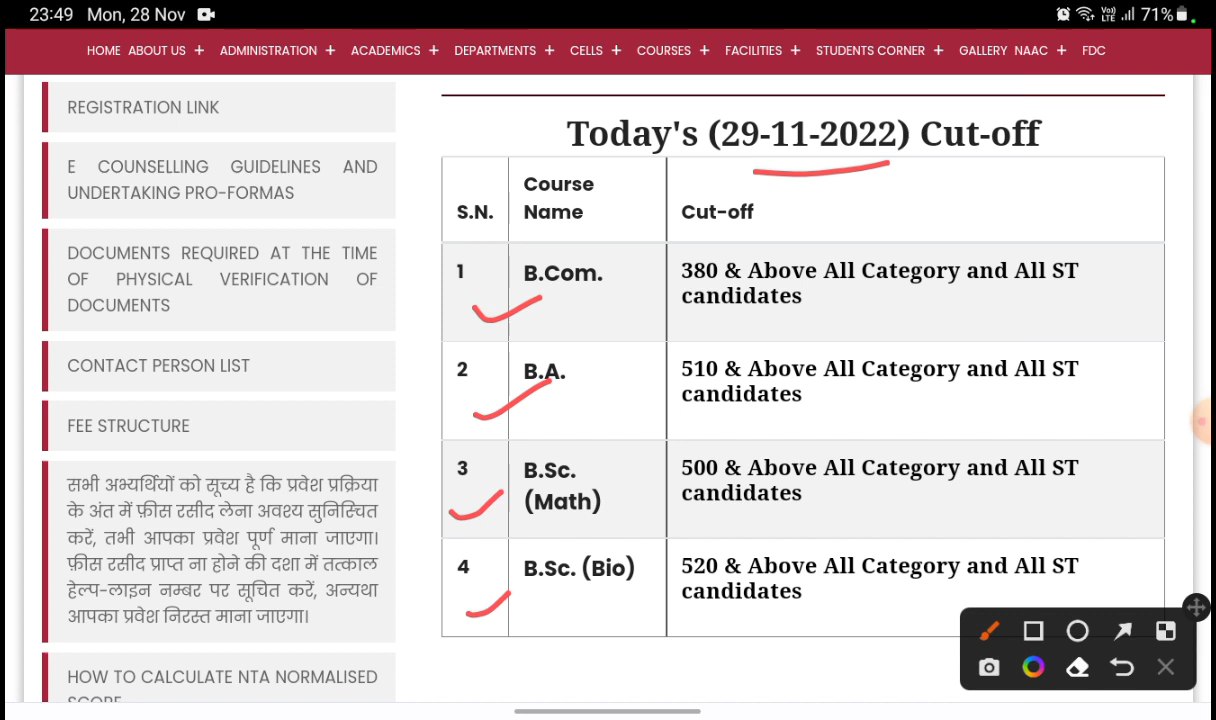 23:49 Mon, 28 Nov
Vo)) LTE 71%
HOME ABOUT US + ADMINISTRATION + ACADEMICS + DEPARTMENTS + CELLS + COURSES + FACILITIES + STUDENTS CORNER + GALLERY NAAC + FDC
REGISTRATION LINK
E COUNSELLING GUIDELINES AND
UNDERTAKING PRO-FORMAS
DOCUMENTS REQUIRED AT THE TIME
OF PHYSICAL VERIFICATION OF
DOCUMENTS
CONTACT PERSON LIST
FEE STRUCTURE
सभी अभ्यर्थियों को सूच्य है कि प्रवेश प्रक्रिया
के अंत में फ़ीस रसीद लेना अवश्य सुनिस्चित
करें, तभी आपका प्रवेश पूर्ण माना जाएगा।
फ़ीस रसीद प्राप्त ना होने की दशा में तत्काल
हेल्प-लाइन नम्बर पर सूचित करें, अन्यथा
आपका प्रवेश निरस्त माना जाएगा।
HOW TO CALCULATE NTA NORMALISED
SCORE
Today's (29-11-2022) Cut-off
S.N. Course Name Cut-off
1 B.Com. 380 & Above All Category and All ST
candidates
2 B.A. 510 & Above All Category and All ST
candidates
3 B.Sc. (Math) 500 & Above All Category and All ST
candidates
4 B.Sc. (Bio) 520 & Above All Category and All ST
candidates